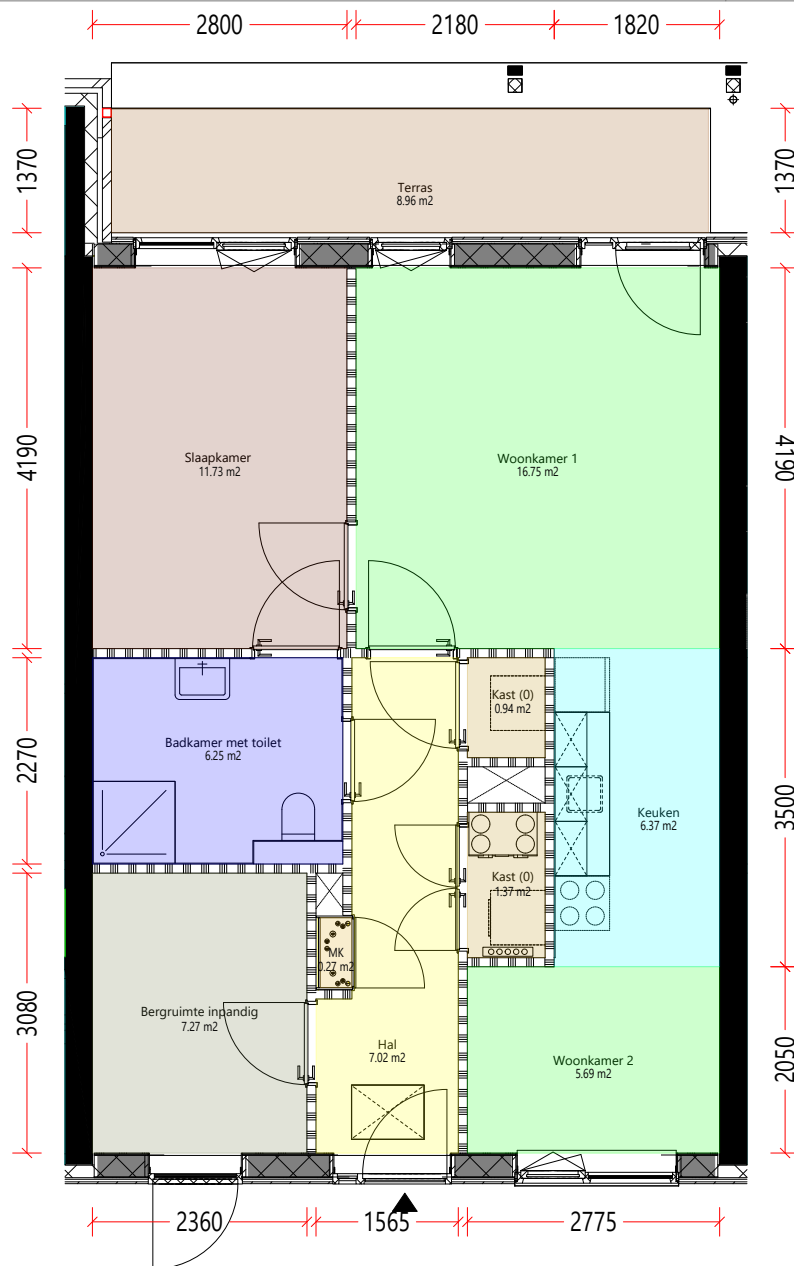 2800
2180
1820
1370
1370
Terras
8.96 m2
4190
4190
Slaapkamer
11.73 m2
Woonkamer 1
16.75 m2
2270
Badkamer met toilet
6.25 m2
Kast (0)
0.94 m2
Keuken
6.37 m2
3500
Kast (0)
1.37 m2
MK
0.27 m2
3080
Bergruimte inpandig
7.27 m2
Hal
7.02 m2
Woonkamer 2
5.69 m2
2050
2360
1565
2775